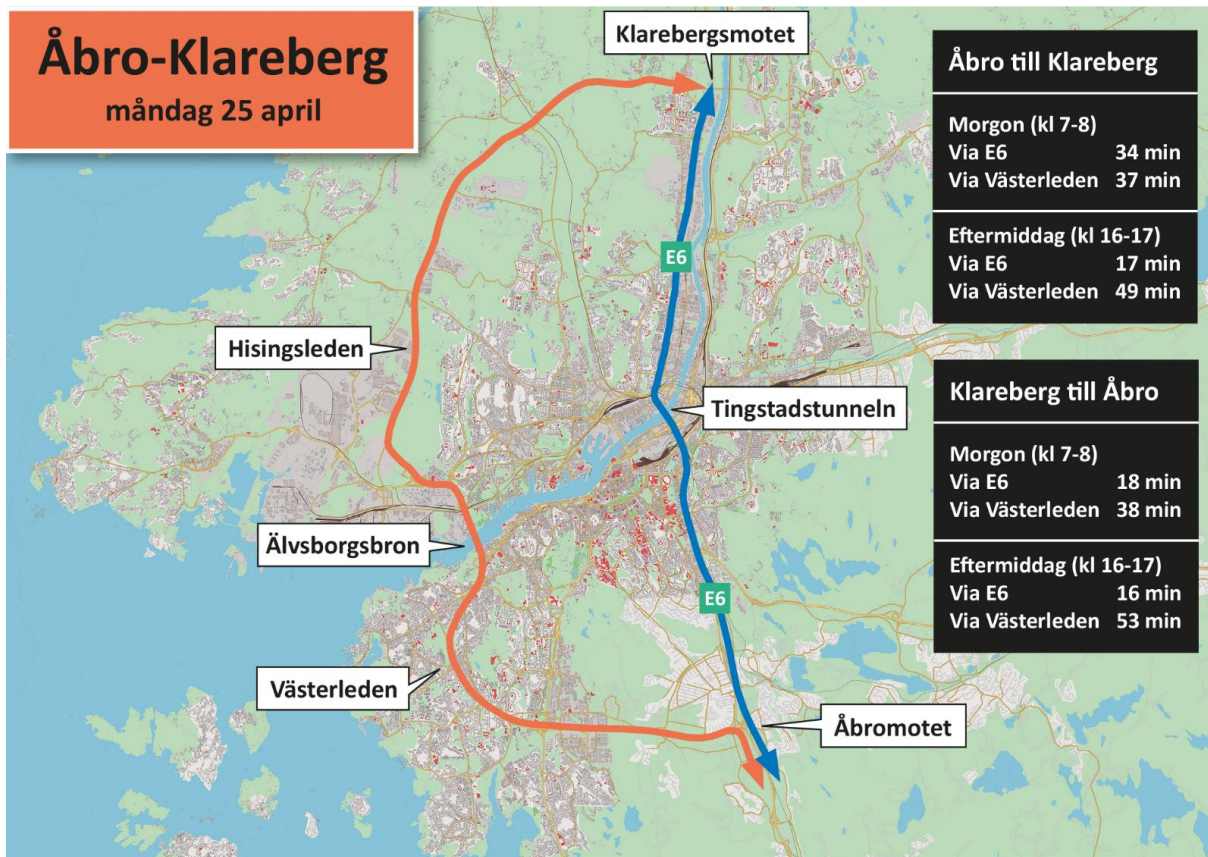 Åbro-Klareberg
måndag 25 april
Klarebergsmotet
E6
Hisingsleden
Tingstadstunneln
Älvsborgsbron
E6
Västerleden
Åbromotet
Åbro till Klareberg
Morgon (kl 7-8)
Via E6 34 min
Via Västerleden 37 min
Eftermiddag (kl 16-17)
Via E6 17 min
Via Västerleden 49 min
Klareberg till Åbro
Morgon (kl 7-8)
Via E6 18 min
Via Västerleden 38 min
Eftermiddag (kl 16-17)
Via E6 16 min
Via Västerleden 53 min